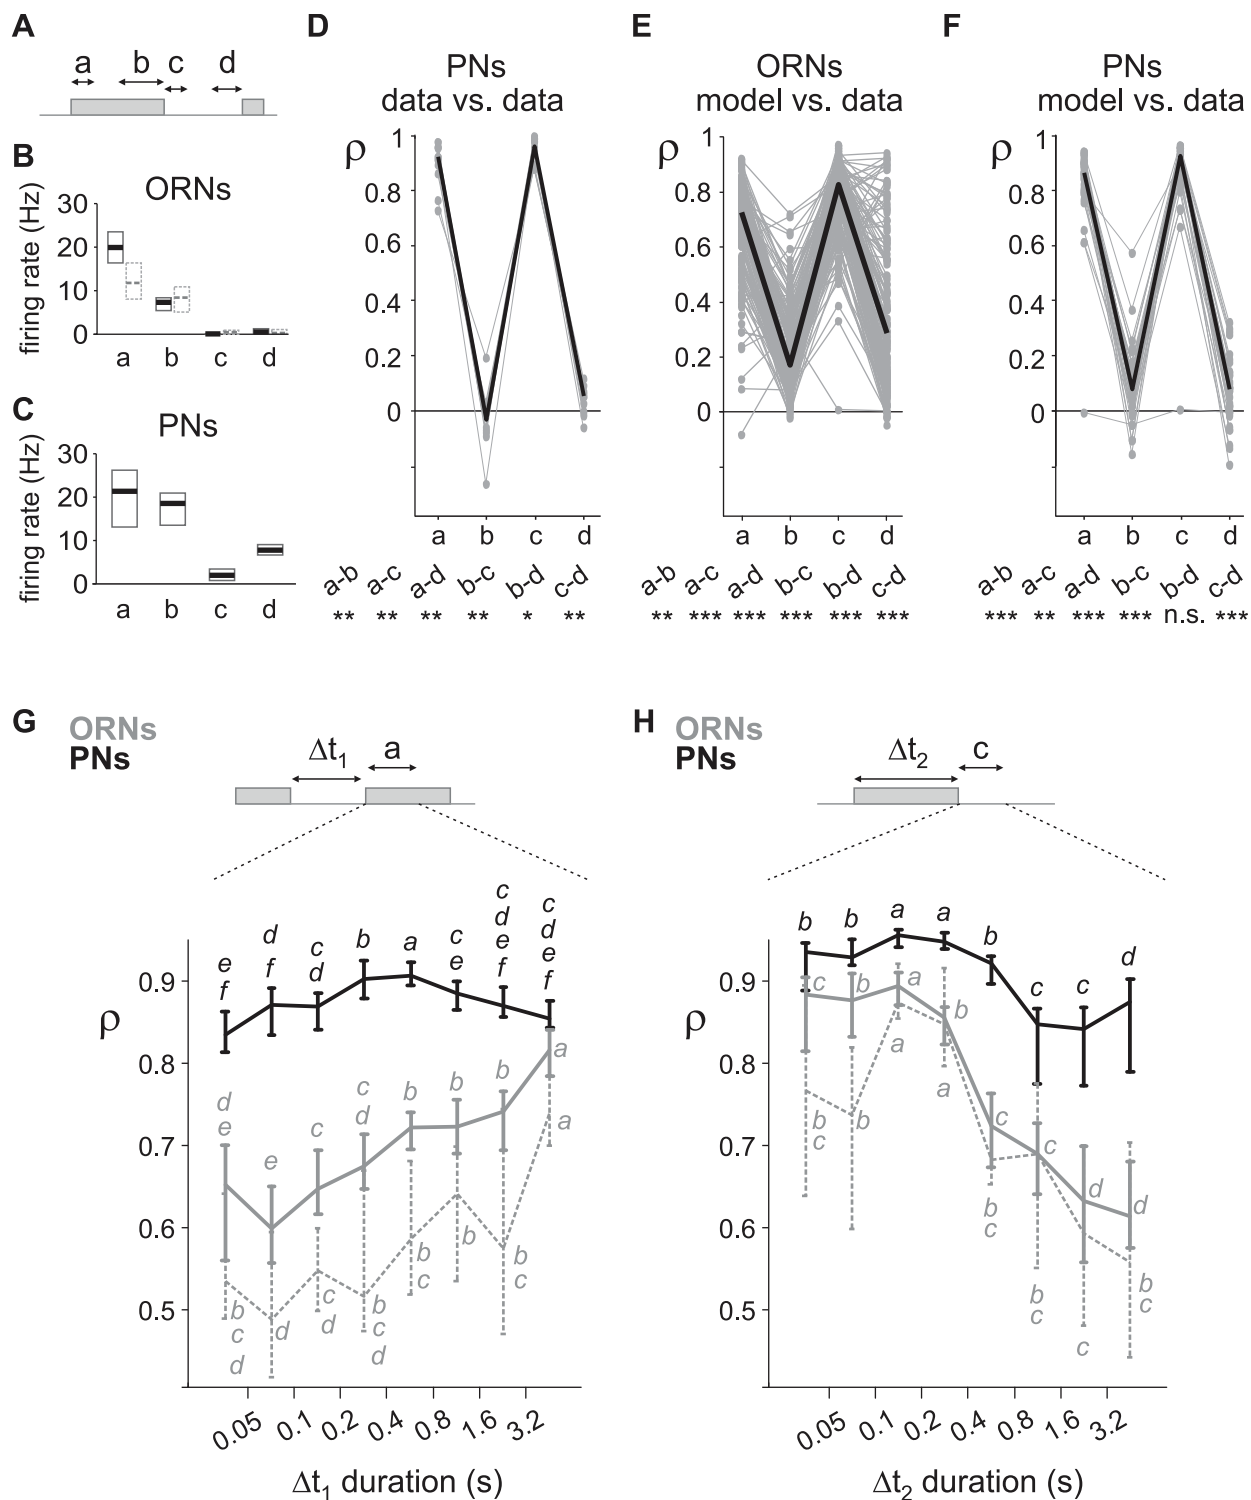 A
a b c d
B
ORNs
firing rate (Hz)
30
20
10
0
a b c d
C
PNs
firing rate (Hz)
30
20
10
0
a b c d
D
PNs
data vs. data
ρ
1
0.8
0.6
0.4
0.2
0
a b c d
a-b a-c a-d b-c b-d c-d
** ** ** ** * **
E
ORNs
model vs. data
ρ
1
0.8
0.6
0.4
0.2
0
a b c d
a-b a-c a-d b-c b-d c-d
** *** *** *** *** ***
F
PNs
model vs. data
ρ
1
0.8
0.6
0.4
0.2
0
a b c d
a-b a-c a-d b-c b-d c-d
*** ** *** *** n.s. ***
G
ORNs
PNs
Δt1 a
ρ
0.9
0.8
0.7
0.6
0.5
e f
d f
c d
b
a
c e
c d e f
c d e f
d e
e
c
c d
b
b
b
a
b c d
d
c d
b c d
b c
b
b c
a
0.05 0.1 0.2 0.4 0.8 1.6 3.2
Δt1 duration (s)
H
ORNs
PNs
Δt2 c
ρ
0.9
0.8
0.7
0.6
0.5
b b a a b c c d
c b a b c c d d
b c
b
a
a
b c
b c
c
b c
0.05 0.1 0.2 0.4 0.8 1.6 3.2
Δt2 duration (s)